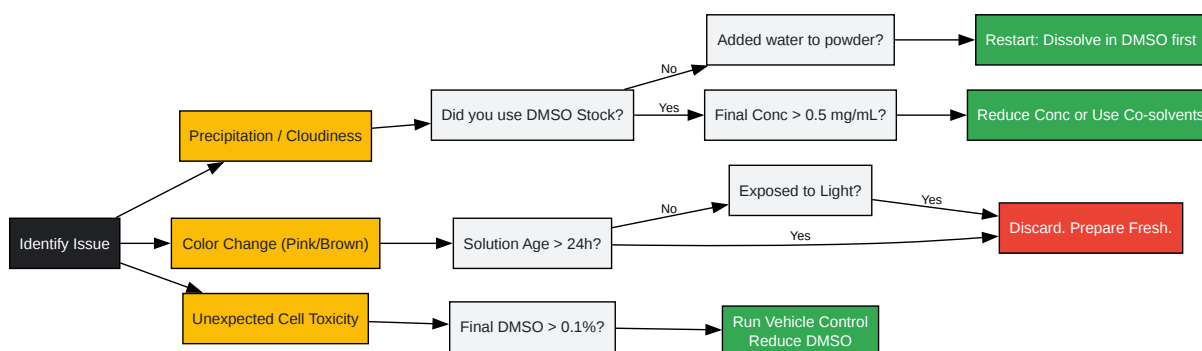 Added water to powder?
Restart: Dissolve in DMSO first
No
Precipitation / Cloudiness
Did you use DMSO Stock?
Yes
Final Conc > 0.5 mg/mL?
Reduce Conc or Use Co-solvents
Exposed to Light?
Yes
No
Identify Issue
Color Change (Pink/Brown)
Solution Age > 24h?
Yes
Discard. Prepare Fresh.
Unexpected Cell Toxicity
Final DMSO > 0.1%?
Run Vehicle Control
Reduce DMSO